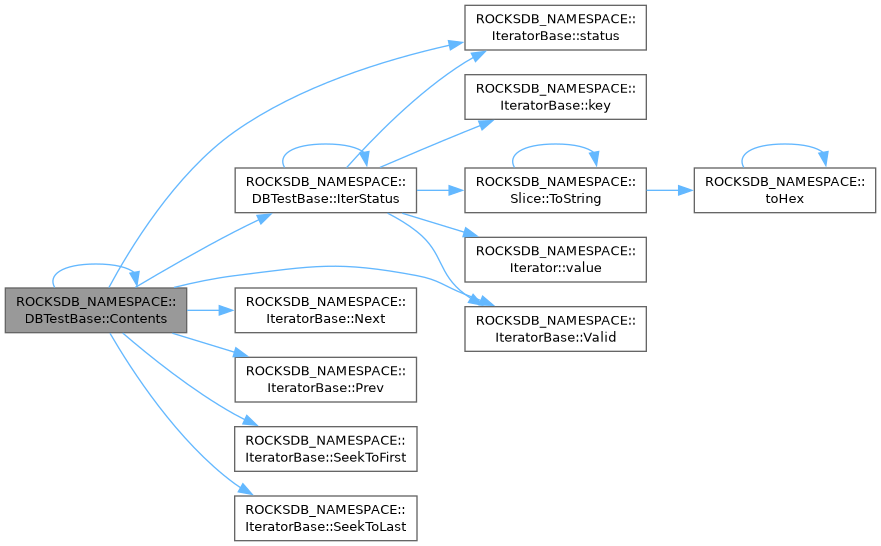 ROCKSDB_NAMESPACE::
IteratorBase::status
ROCKSDB_NAMESPACE::
IteratorBase::key
ROCKSDB_NAMESPACE::
DBTestBase::IterStatus
ROCKSDB_NAMESPACE::
Slice::ToString
ROCKSDB_NAMESPACE::
toHex
ROCKSDB_NAMESPACE::
Iterator::value
ROCKSDB_NAMESPACE::
DBTestBase::Contents
ROCKSDB_NAMESPACE::
IteratorBase::Next
ROCKSDB_NAMESPACE::
IteratorBase::Valid
ROCKSDB_NAMESPACE::
IteratorBase::Prev
ROCKSDB_NAMESPACE::
IteratorBase::SeekToFirst
ROCKSDB_NAMESPACE::
IteratorBase::SeekToLast